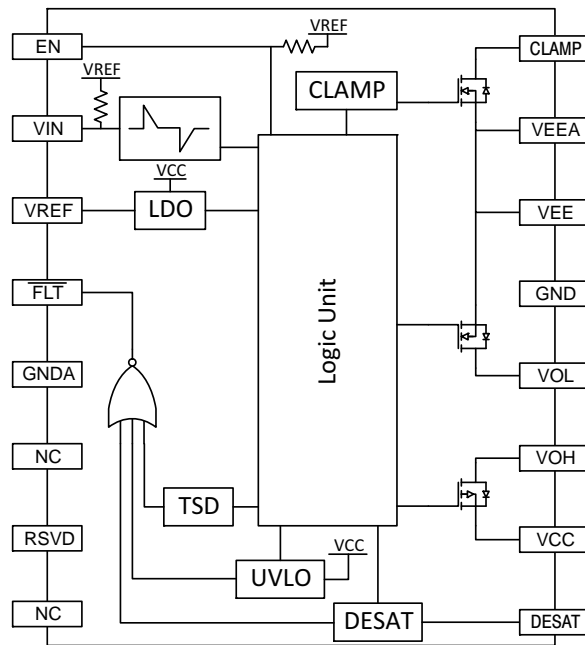 EN
VREF
CLAMP
VREF
CLAMP
VIN
VEEA
VCC
VREF
LDO
VEE
FLT
GND
Logic Unit
GNDA
VOL
NC
VOH
TSD
RSVD
VCC
VCC
UVLO
NC
DESAT
DESAT